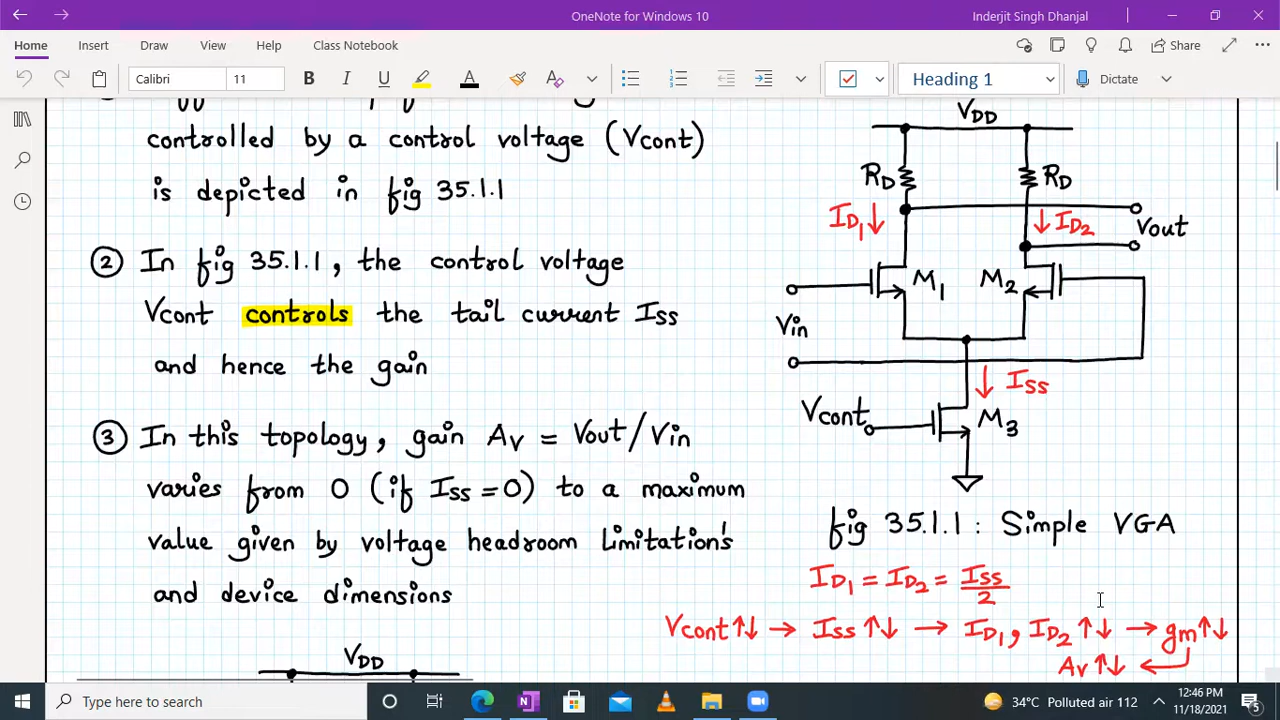 OneNote for Windows 10
Inderjit Singh Dhanjal
Home Insert Draw View Help Class Notebook
Share
Calibri 11 B I U A
Heading 1
Dictate
controlled by a control voltage (Vcont)
is depicted in fig 35.1.1
② In fig 35.1.1, the control voltage
Vcont controls the tail current ISS
and hence the gain
③ In this topology, gain AV = Vout/Vin
varies from 0 (if ISS = 0) to a maximum
value given by voltage headroom limitation's
and device dimensions
VDD
VDD
RD RD
ID1↓ ↓ID2
Vout
M1 M2
Vin
↓ISS
Vcont
M3
fig 35.1.1 : Simple VGA
ID1 = ID2 = ISS/2
Vcont↑↓ → ISS↑↓ → ID1, ID2↑↓ → gm↑↓
AV↑↓ ←
Type here to search
34°C Polluted air 112
12:46 PM
11/18/2021
5